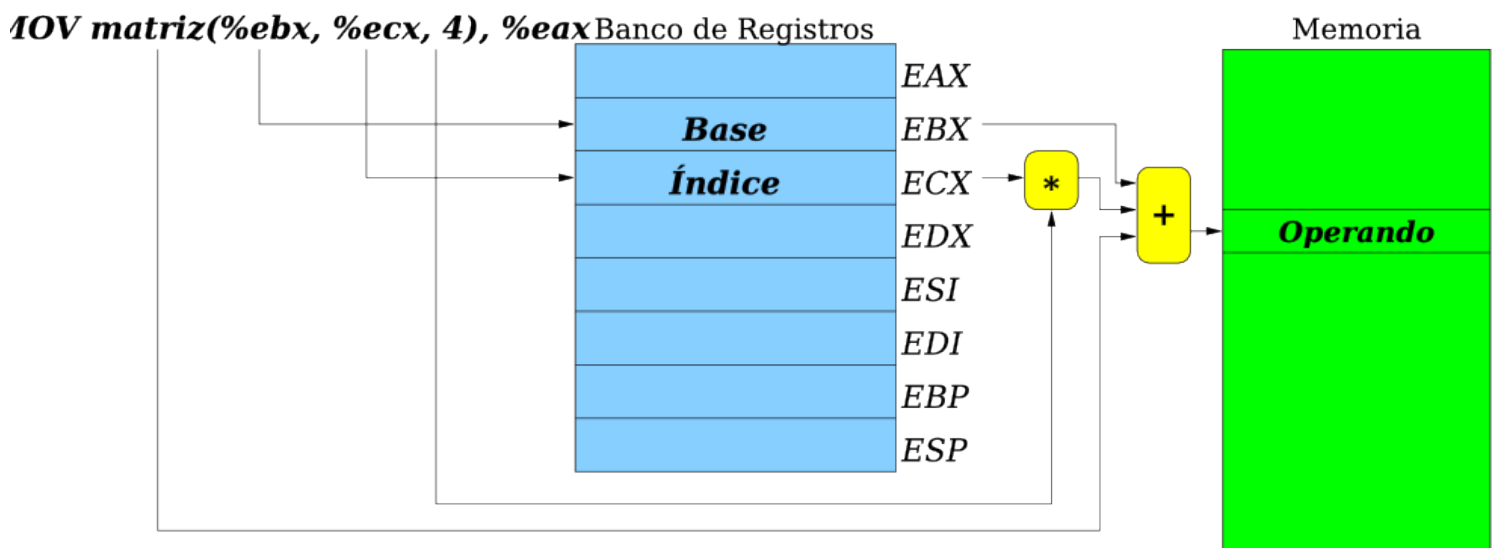 MOV matriz(%ebx, %ecx, 4), %eax
Banco de Registros
Memoria
EAX
Base
EBX
Índice
ECX
*
+
EDX
Operando
ESI
EDI
EBP
ESP